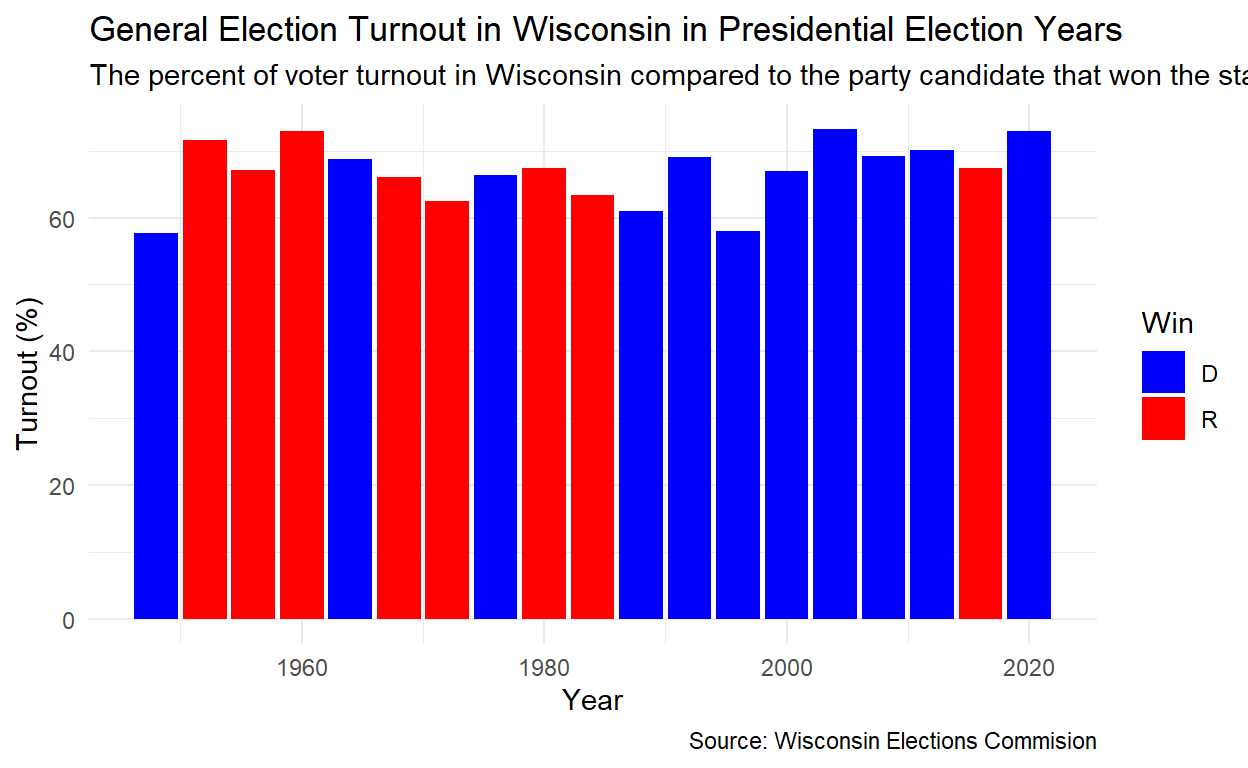 General Election Turnout in Wisconsin in Presidential Election Years
The percent of voter turnout in Wisconsin compared to the party candidate that won the sta
60
40
20
0
Turnout (%)
1960 1980 2000 2020
Year
Win
D
R
Source: Wisconsin Elections Commision